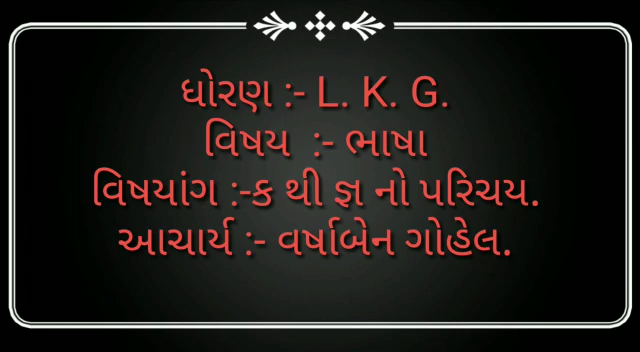 ધોરણ :- L. K. G.
વિષય :- ભાષા
વિષયાંગ :-ક થી જ્ઞ નો પરિચય.
આચાર્ય :- વર્ષાબેન ગોહેલ.